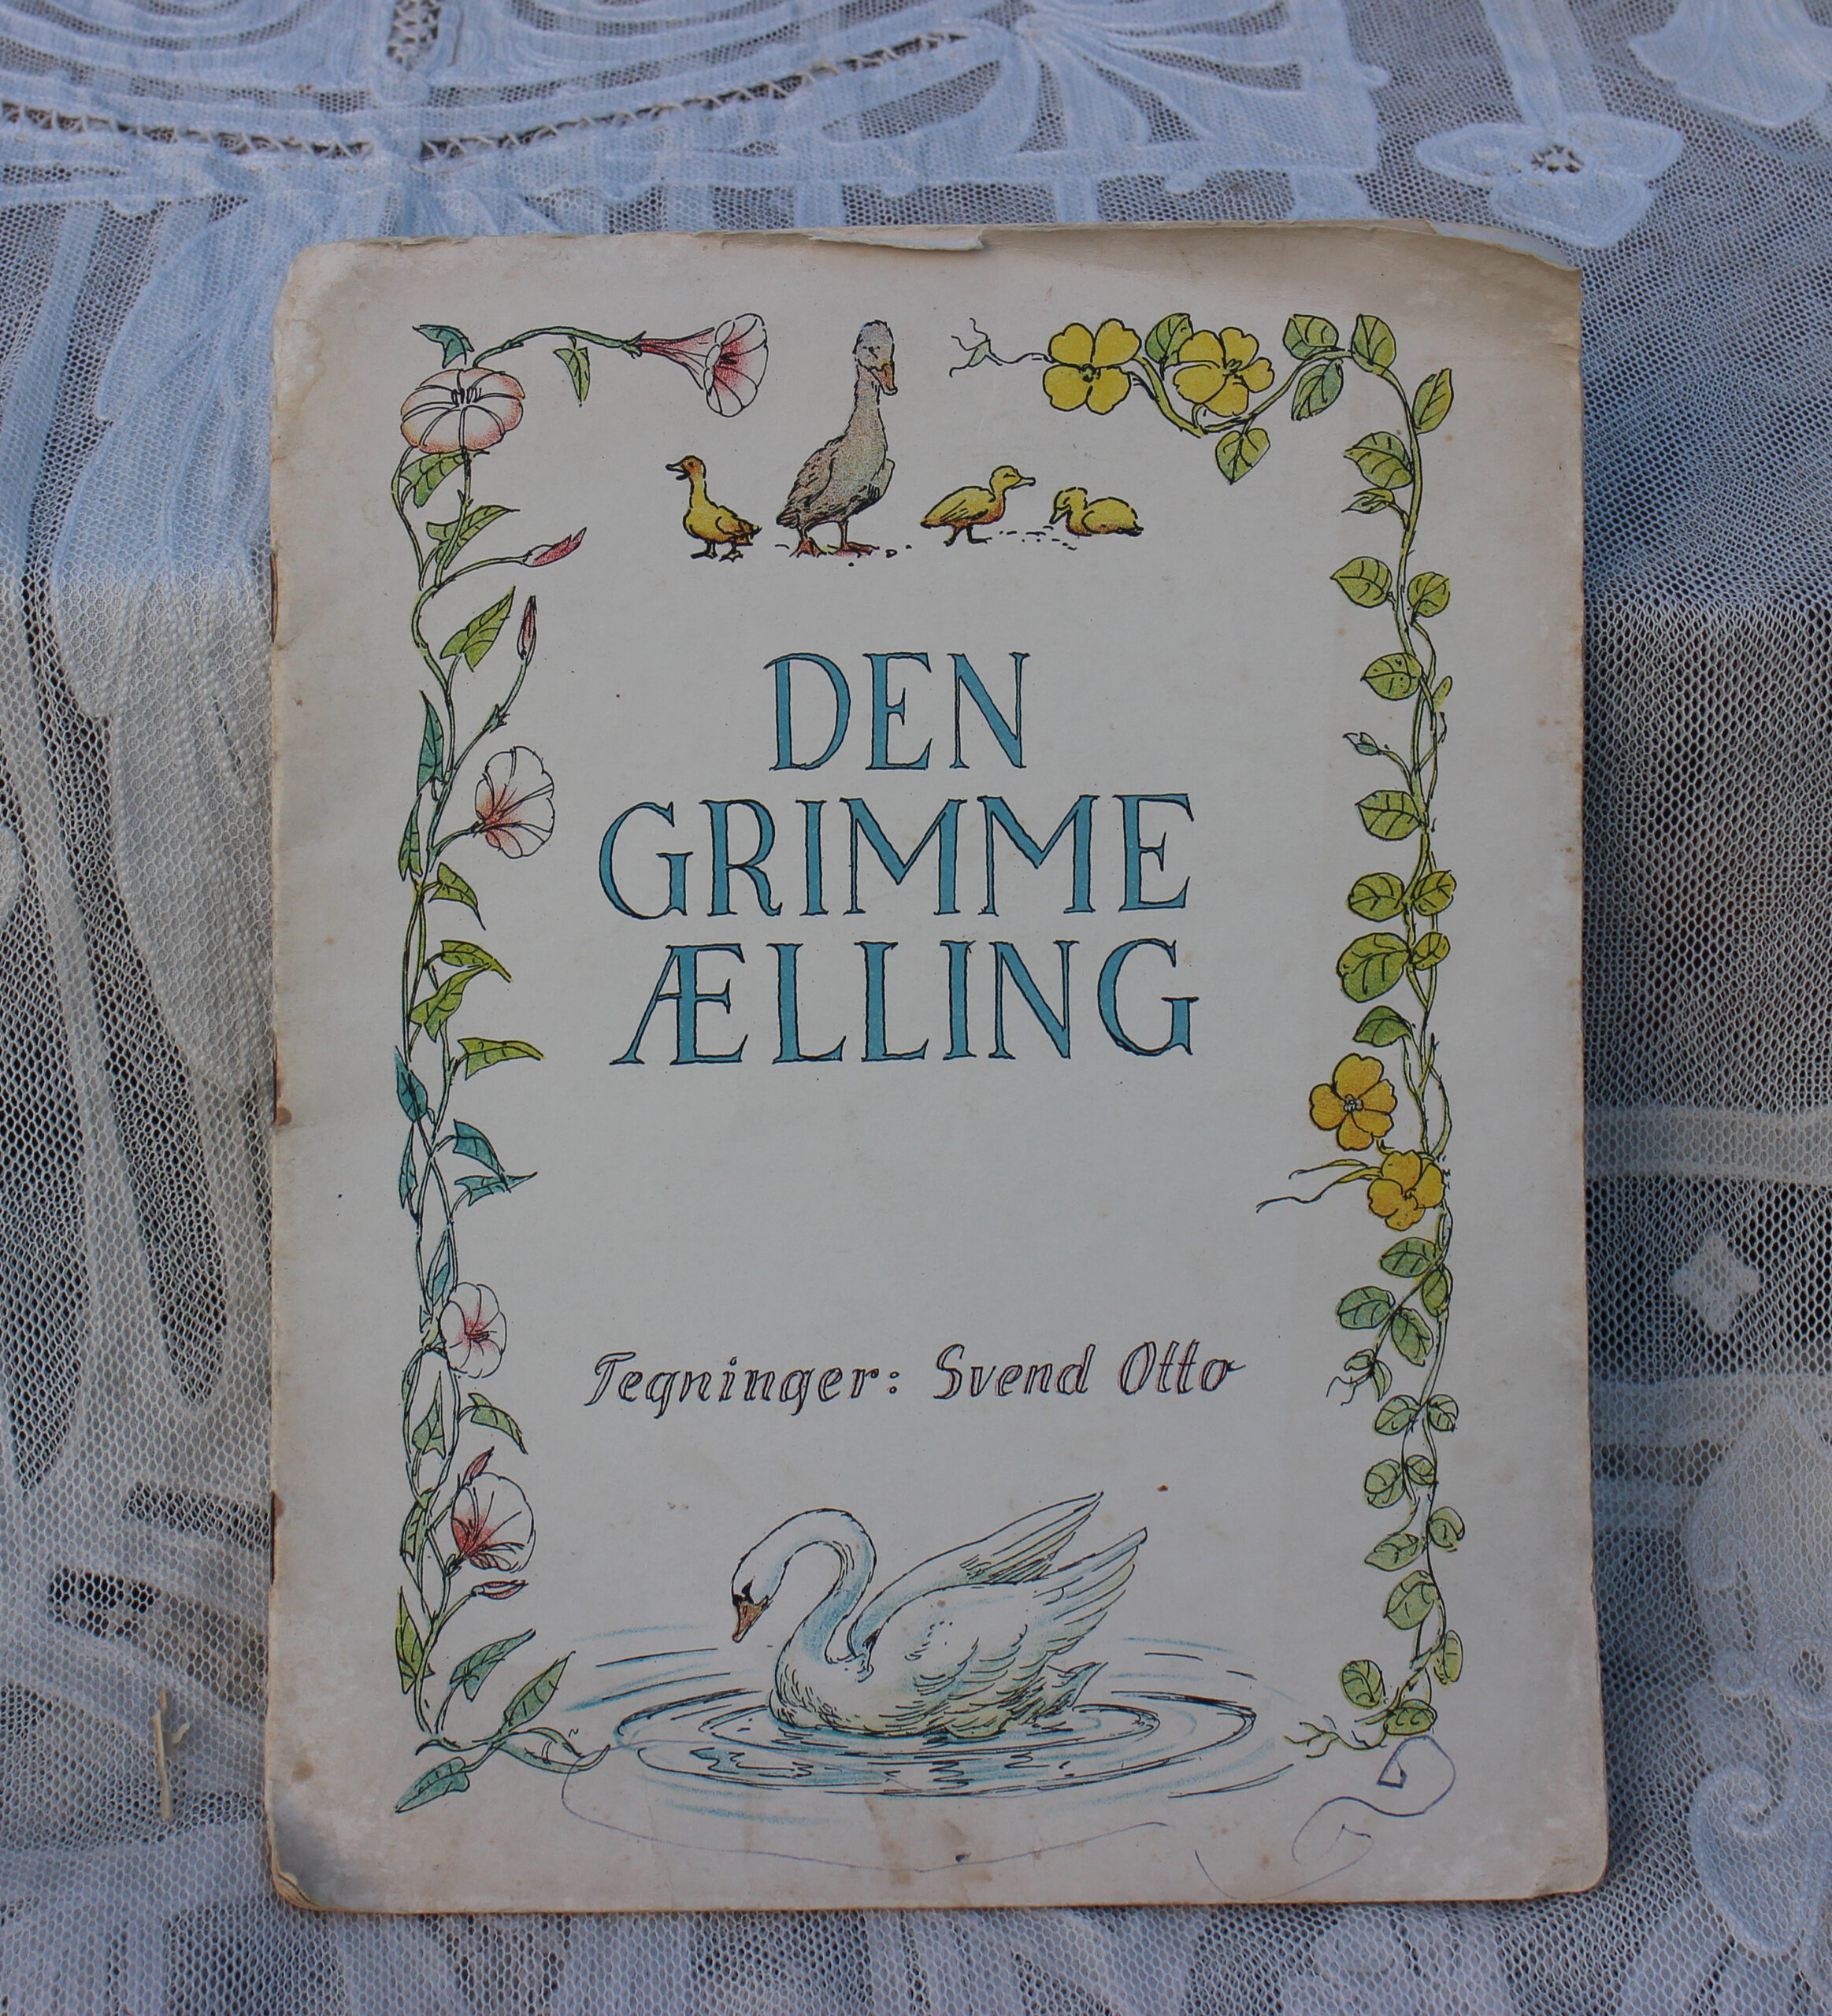 DEN
GRIMME
ÆLLING
Tegninger: Svend Otto